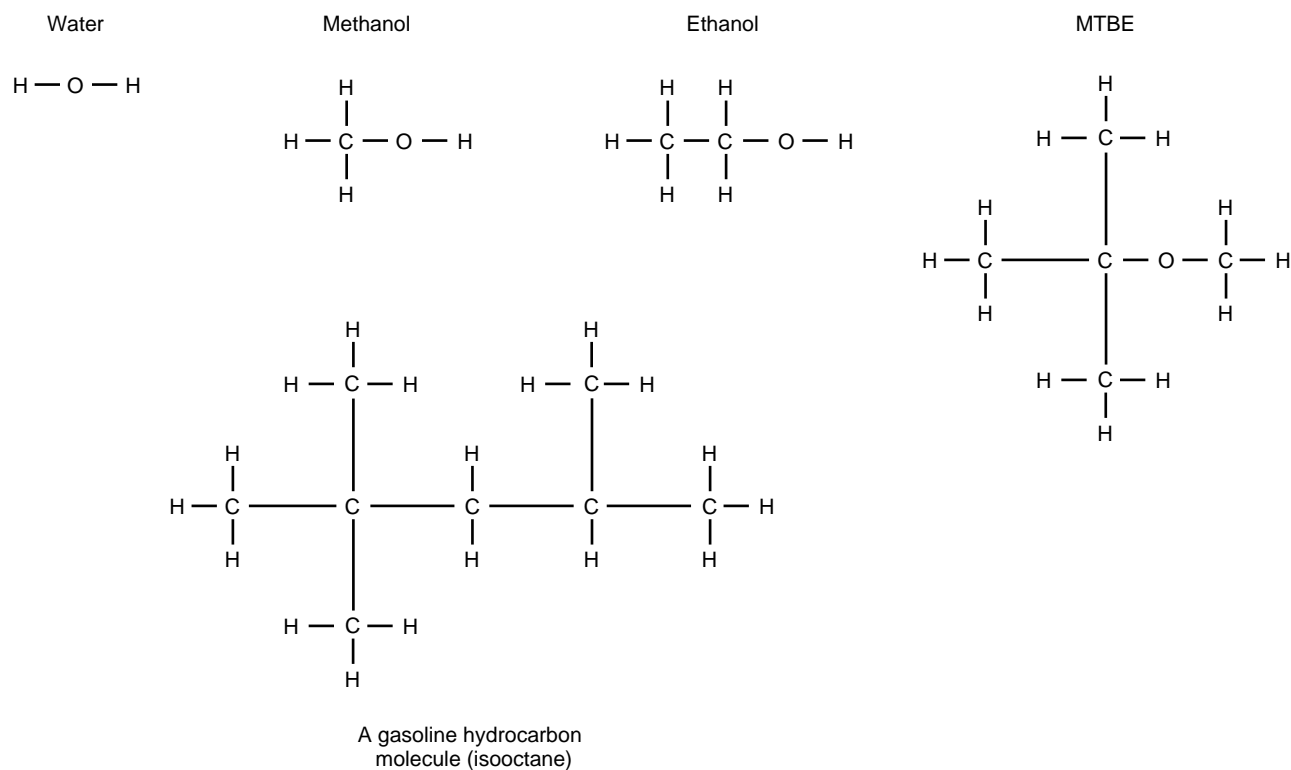 Water Methanol Ethanol MTBE
H H H H
H — O — H
H C O H H C C O H H C H
H H H
H H
H C C O C H
H H
H H
H C H H C H H C H
H
H H H
H C C C C C H
H H H H
H C H
H
A gasoline hydrocarbon
molecule (isooctane)